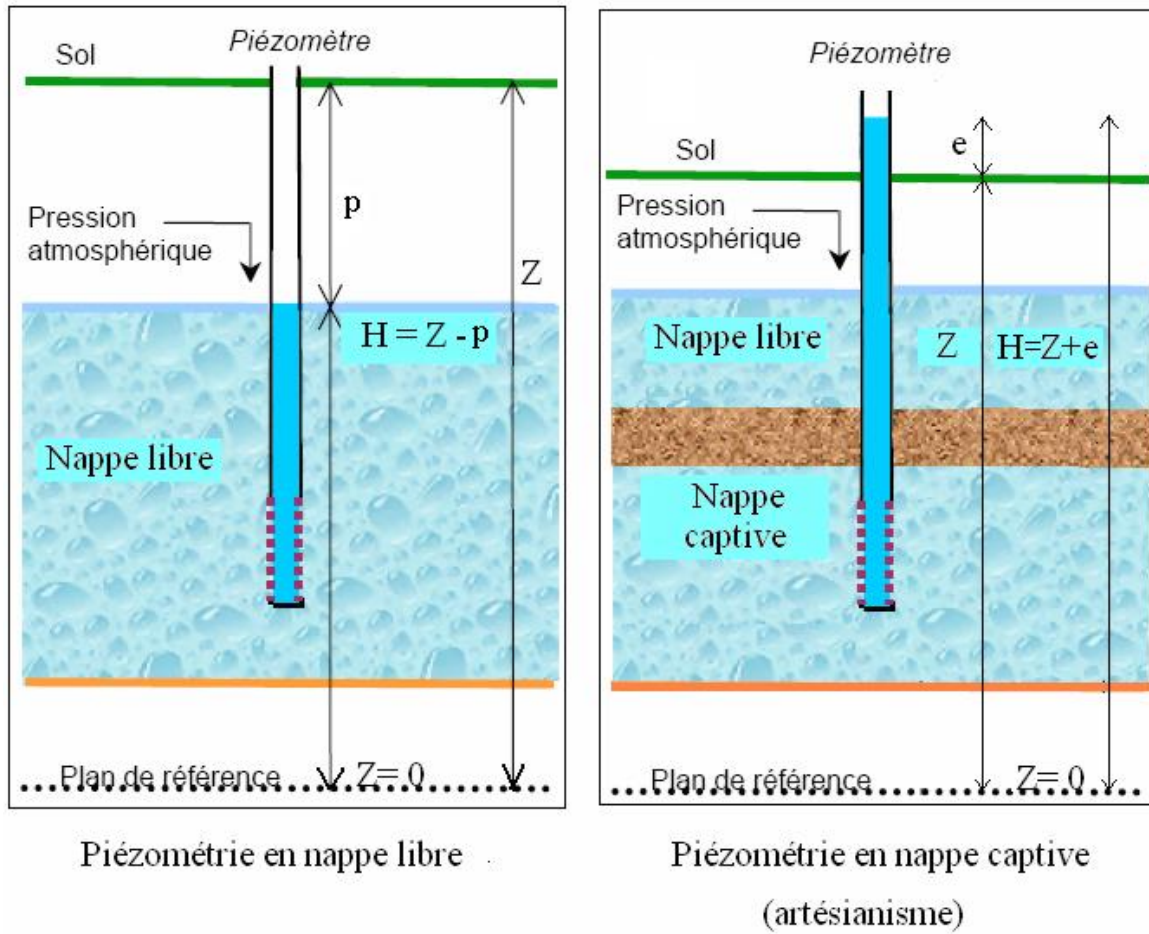 Piézomètre
Sol
p
Pression
atmosphérique
Z
H = Z - p
Nappe libre
Plan de référence
Z= 0
Piézométrie en nappe libre
Piézomètre
e
Sol
Pression
atmosphérique
Nappe libre
Z
H=Z+e
Nappe
captive
Plan de référence
Z= 0
Piézométrie en nappe captive
(artésianisme)